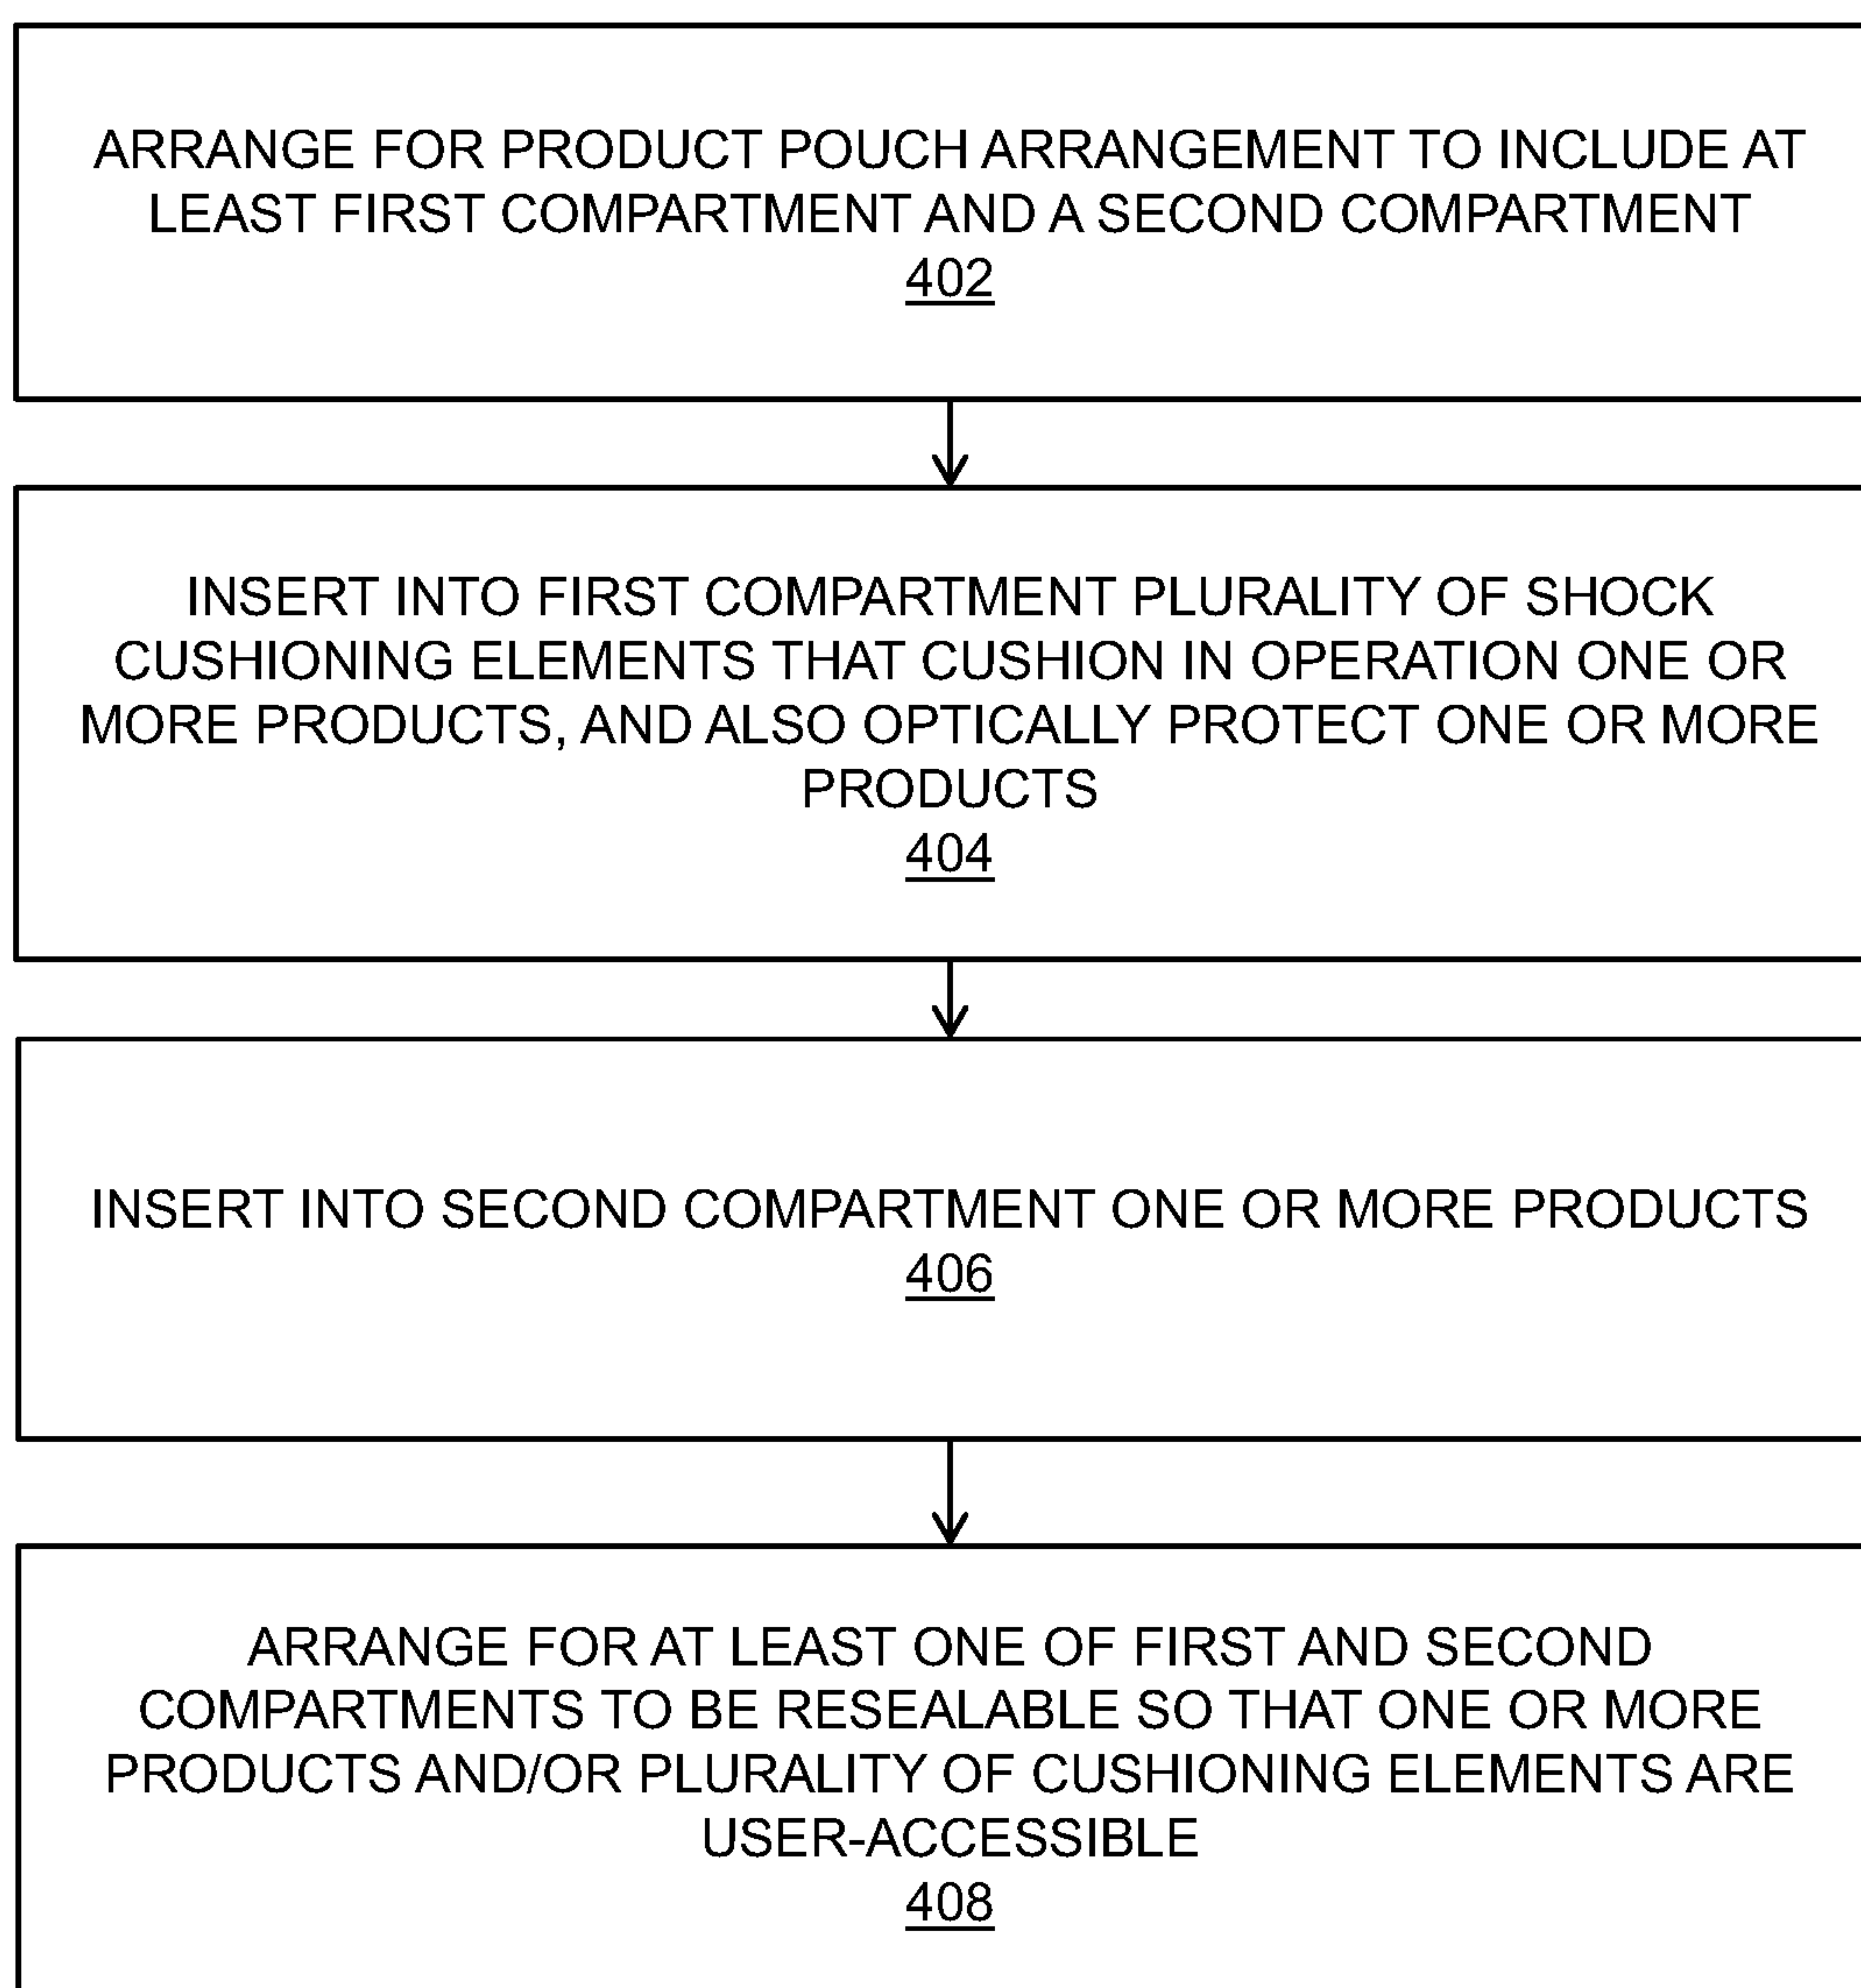 ARRANGE FOR PRODUCT POUCH ARRANGEMENT TO INCLUDE AT
LEAST FIRST COMPARTMENT AND A SECOND COMPARTMENT
402
INSERT INTO FIRST COMPARTMENT PLURALITY OF SHOCK
CUSHIONING ELEMENTS THAT CUSHION IN OPERATION ONE OR
MORE PRODUCTS, AND ALSO OPTICALLY PROTECT ONE OR MORE
PRODUCTS
404
INSERT INTO SECOND COMPARTMENT ONE OR MORE PRODUCTS
406
ARRANGE FOR AT LEAST ONE OF FIRST AND SECOND
COMPARTMENTS TO BE RESEALABLE SO THAT ONE OR MORE
PRODUCTS AND/OR PLURALITY OF CUSHIONING ELEMENTS ARE
USER-ACCESSIBLE
408